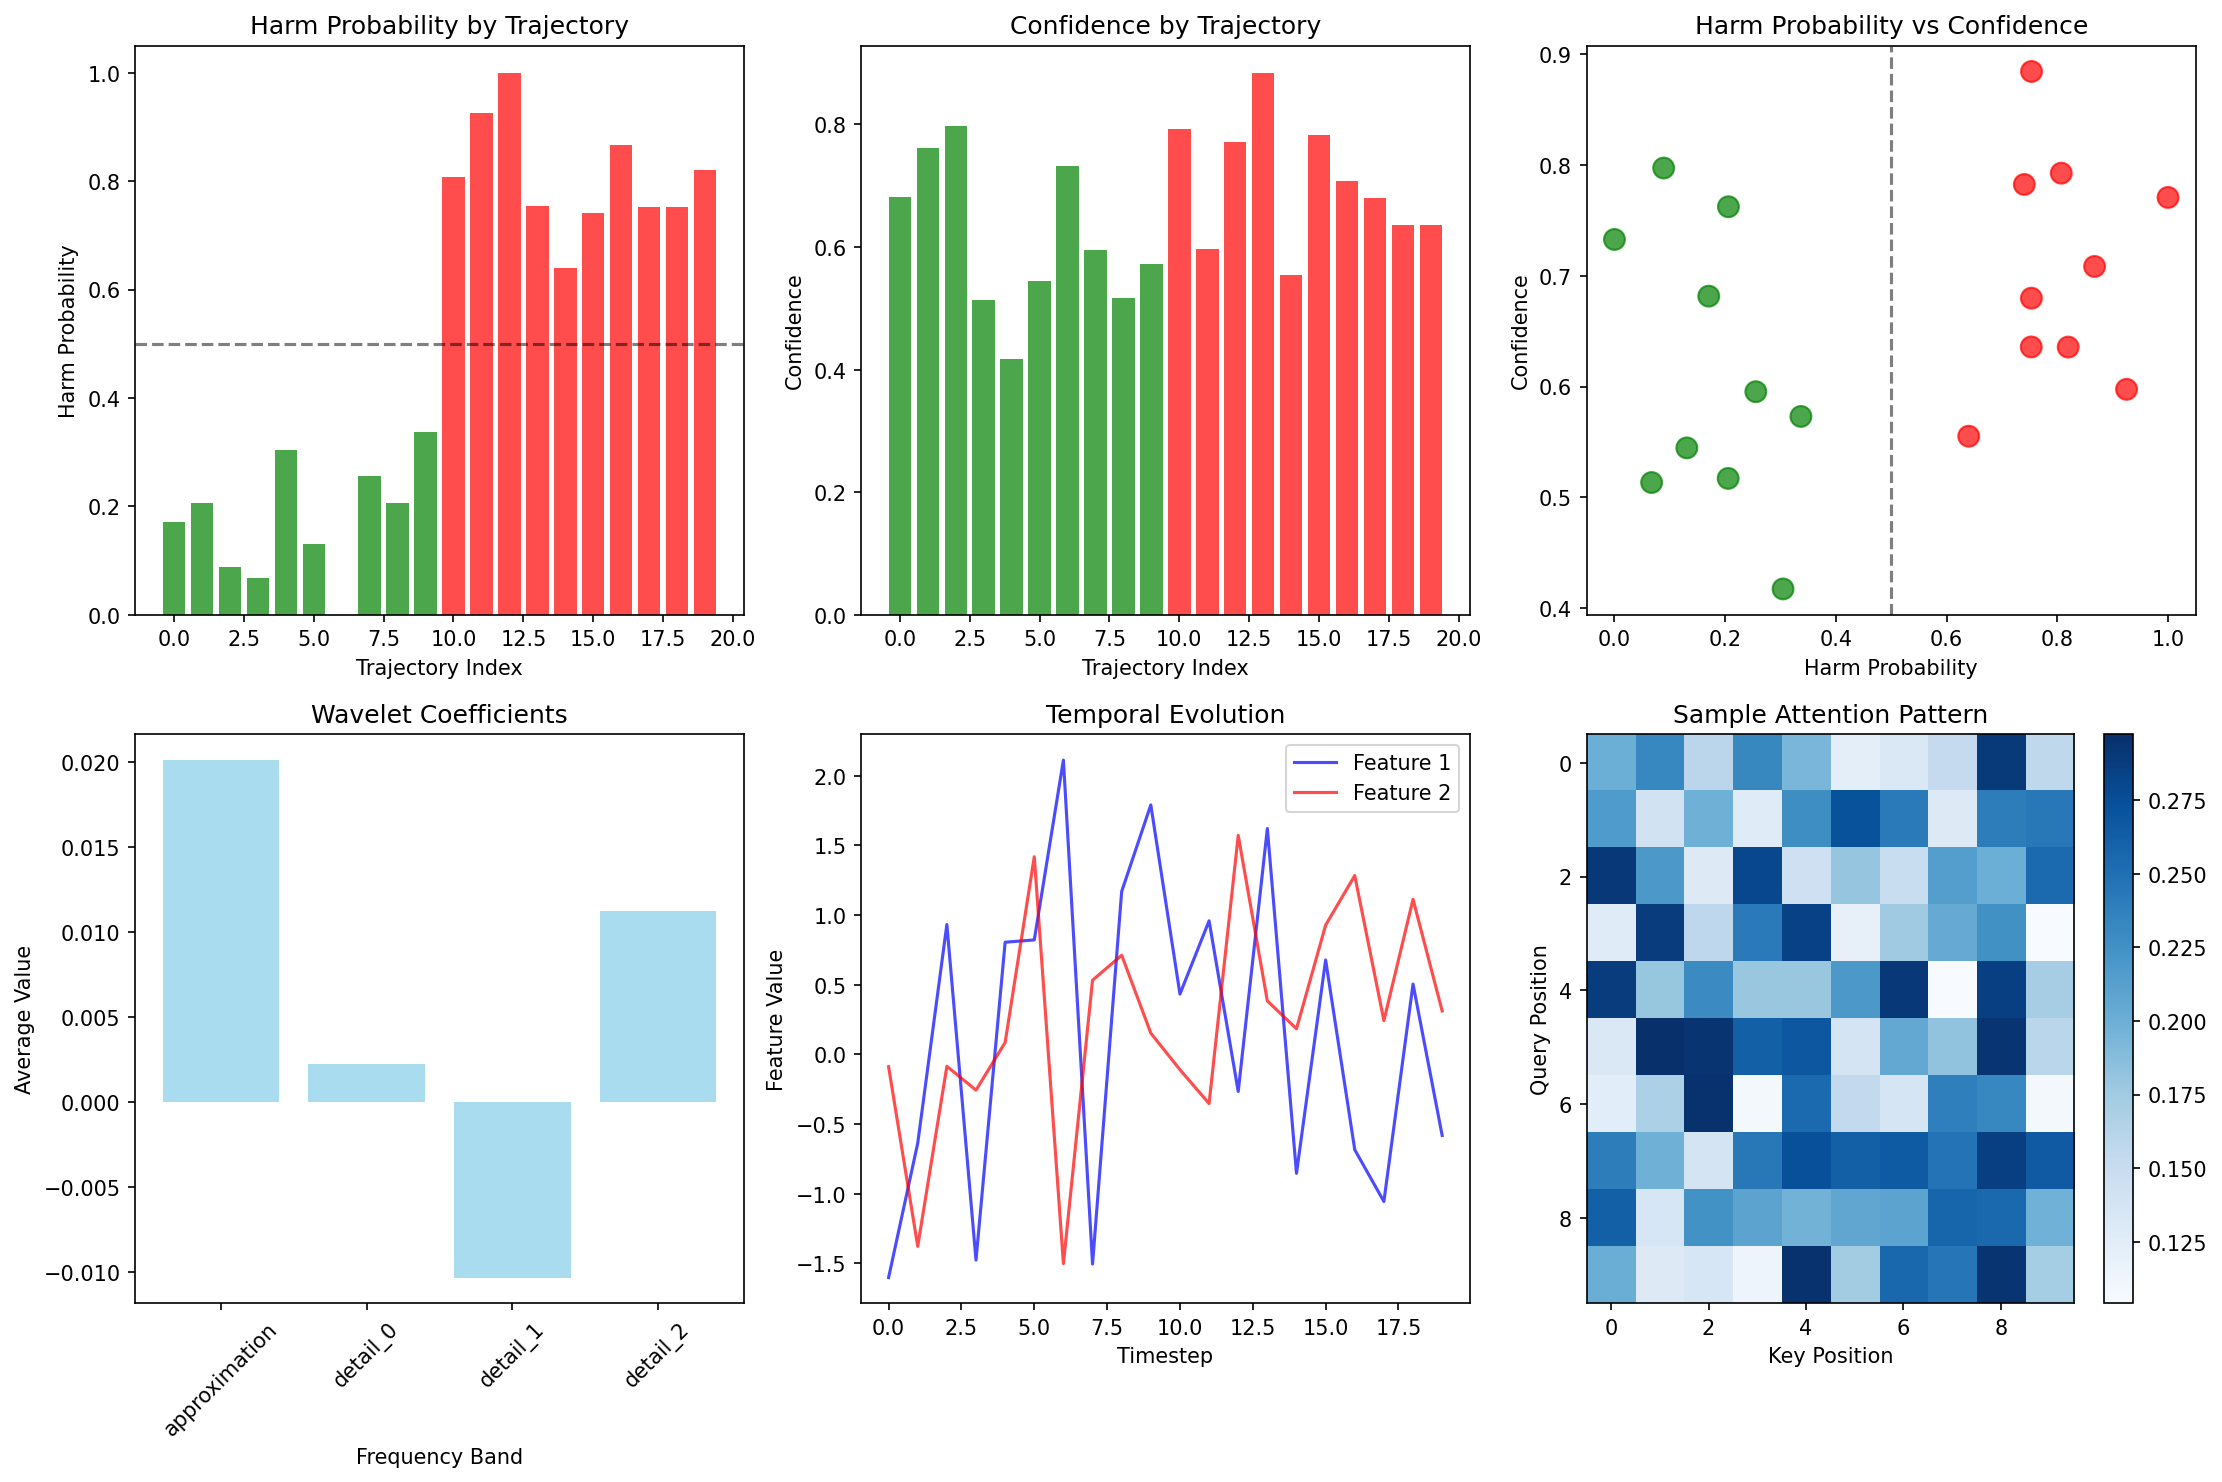 Harm Probability by Trajectory
Harm Probability
1.0
0.8
0.6
0.4
0.2
0.0
0.0 2.5 5.0 7.5 10.0 12.5 15.0 17.5 20.0
Trajectory Index
Confidence by Trajectory
Confidence
0.8
0.6
0.4
0.2
0.0
0.0 2.5 5.0 7.5 10.0 12.5 15.0 17.5 20.0
Trajectory Index
Harm Probability vs Confidence
Confidence
0.9
0.8
0.7
0.6
0.5
0.4
0.0 0.2 0.4 0.6 0.8 1.0
Harm Probability
Wavelet Coefficients
Average Value
0.020
0.015
0.010
0.005
0.000
−0.005
−0.010
approximation
detail_0
detail_1
detail_2
Frequency Band
Temporal Evolution
Feature Value
2.0
1.5
1.0
0.5
0.0
−0.5
−1.0
−1.5
Feature 1
Feature 2
0.0 2.5 5.0 7.5 10.0 12.5 15.0 17.5
Timestep
Sample Attention Pattern
Query Position
0
2
4
6
8
0 2 4 6 8
Key Position
0.275
0.250
0.225
0.200
0.175
0.150
0.125